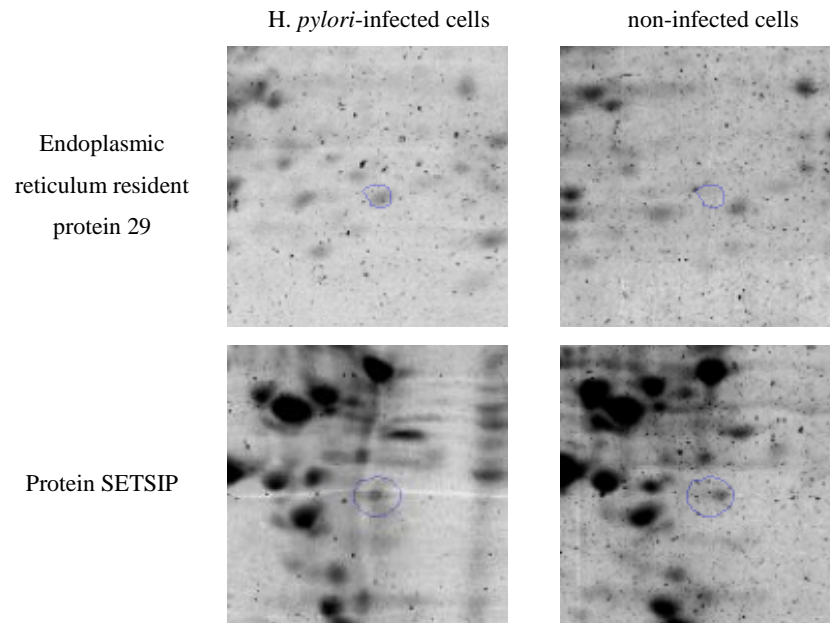 H. pylori-infected cells
non-infected cells
Endoplasmic
reticulum resident
protein 29
Protein SETSIP